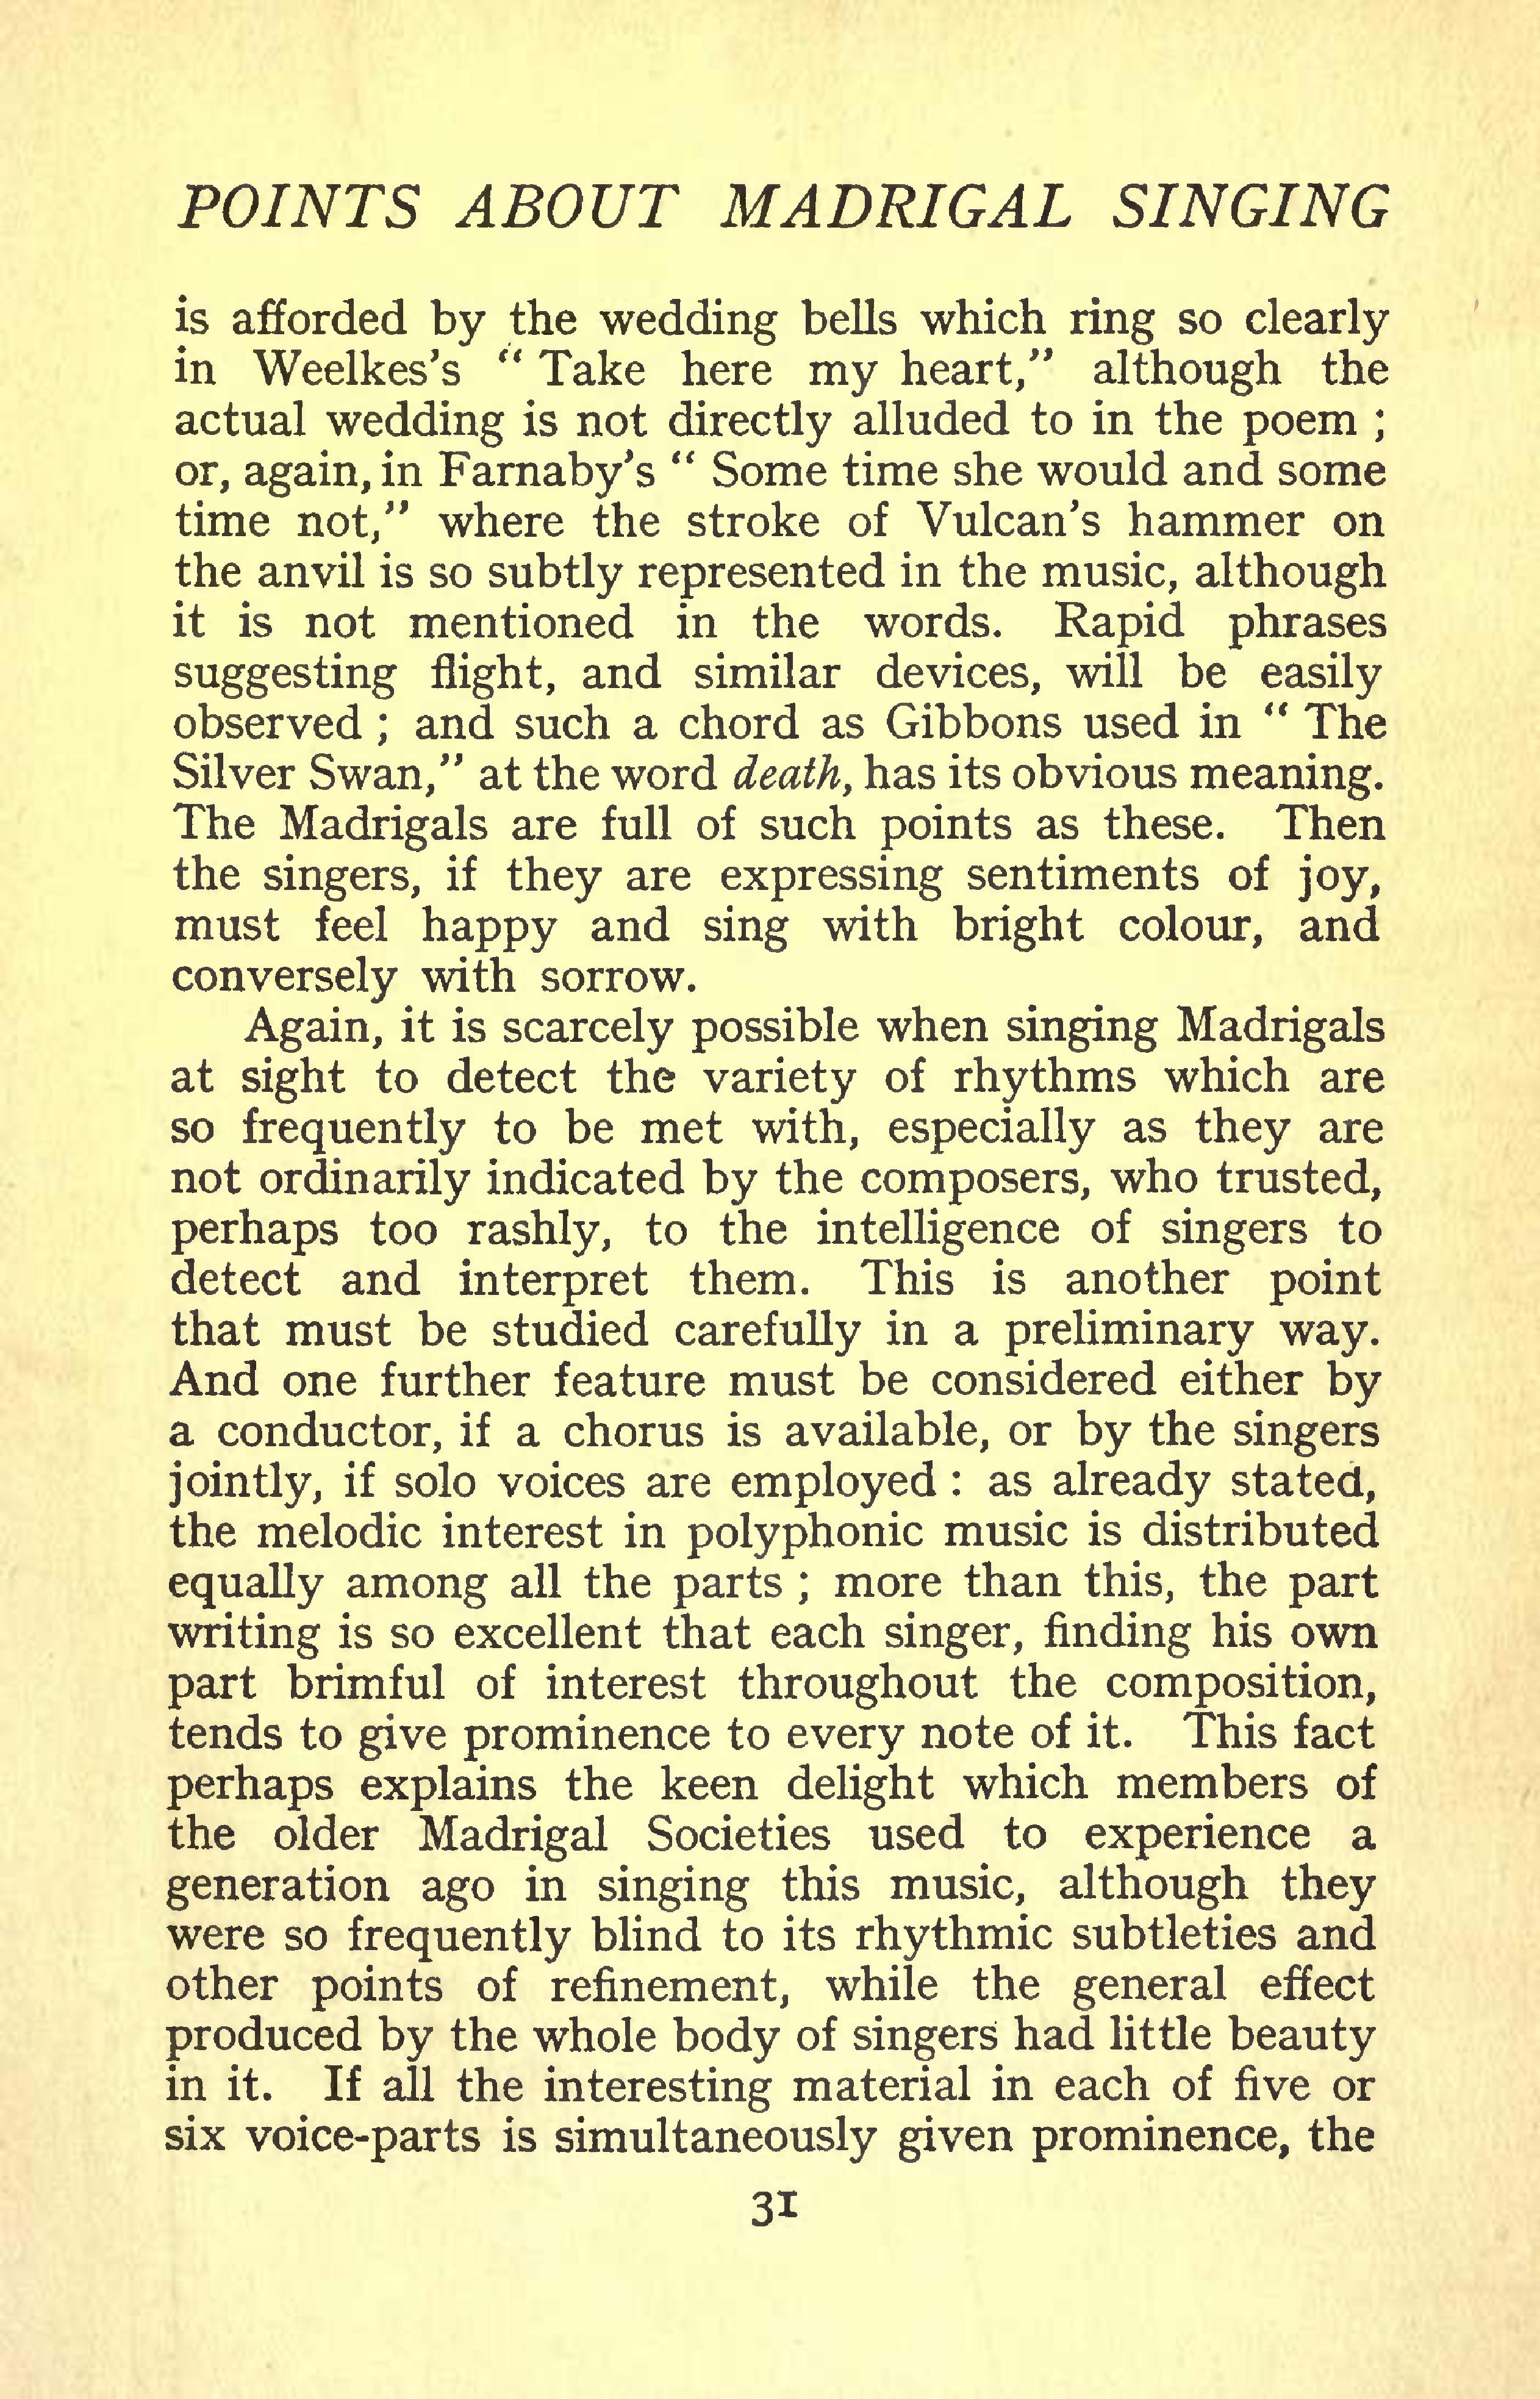 POINTS ABOUT MADRIGAL SINGING
is afforded by the wedding bells which ring so clearly
in Weelkes's “ Take here my heart,” although the
actual wedding is not directly alluded to in the poem ;
or, again, in Farnaby's “ Some time she would and some
time not,” where the stroke of Vulcan's hammer on
the anvil is so subtly represented in the music, although
it is not mentioned in the words. Rapid phrases
suggesting flight, and similar devices, will be easily
observed ; and such a chord as Gibbons used in “ The
Silver Swan,” at the word death, has its obvious meaning.
The Madrigals are full of such points as these. Then
the singers, if they are expressing sentiments of joy,
must feel happy and sing with bright colour, and
conversely with sorrow.
Again, it is scarcely possible when singing Madrigals
at sight to detect the variety of rhythms which are
so frequently to be met with, especially as they are
not ordinarily indicated by the composers, who trusted,
perhaps too rashly, to the intelligence of singers to
detect and interpret them. This is another point
that must be studied carefully in a preliminary way.
And one further feature must be considered either by
a conductor, if a chorus is available, or by the singers
jointly, if solo voices are employed : as already stated,
the melodic interest in polyphonic music is distributed
equally among all the parts ; more than this, the part
writing is so excellent that each singer, finding his own
part brimful of interest throughout the composition,
tends to give prominence to every note of it. This fact
perhaps explains the keen delight which members of
the older Madrigal Societies used to experience a
generation ago in singing this music, although they
were so frequently blind to its rhythmic subtleties and
other points of refinement, while the general effect
produced by the whole body of singers had little beauty
in it. If all the interesting material in each of five or
six voice-parts is simultaneously given prominence, the
31